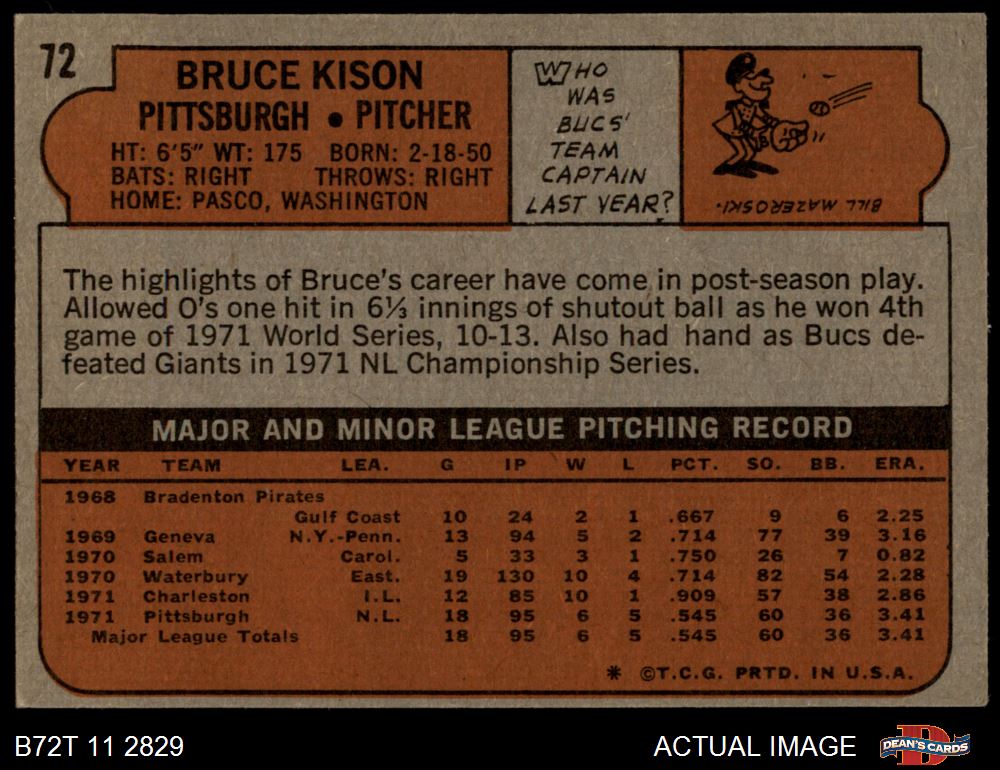 72
BRUCE KISON
PITTSBURGH • PITCHER
HT: 6'5" WT: 175 BORN: 2-18-50
BATS: RIGHT THROWS: RIGHT
HOME: PASCO, WASHINGTON
WHO
WAS
BUCS'
TEAM
CAPTAIN
LAST YEAR?
BILL MAZEROSKI.
The highlights of Bruce's career have come in post-season play.
Allowed O's one hit in 6⅓ innings of shutout ball as he won 4th
game of 1971 World Series, 10-13. Also had hand as Bucs de-
feated Giants in 1971 NL Championship Series.
MAJOR AND MINOR LEAGUE PITCHING RECORD
YEAR TEAM LEA. G IP W L PCT. SO. BB. ERA.
1968 Bradenton Pirates
Gulf Coast 10 24 2 1 .667 9 6 2.25
1969 Geneva N.Y.-Penn. 13 94 5 2 .714 77 39 3.16
1970 Salem Carol. 5 33 3 1 .750 26 7 0.82
1970 Waterbury East. 19 130 10 4 .714 82 54 2.28
1971 Charleston I.L. 12 85 10 1 .909 57 38 2.86
1971 Pittsburgh N.L. 18 95 6 5 .545 60 36 3.41
Major League Totals 18 95 6 5 .545 60 36 3.41
* ©T.C.G. PRTD. IN U.S.A.
B72T 11 2829
ACTUAL IMAGE
D
DEAN'S CARDS